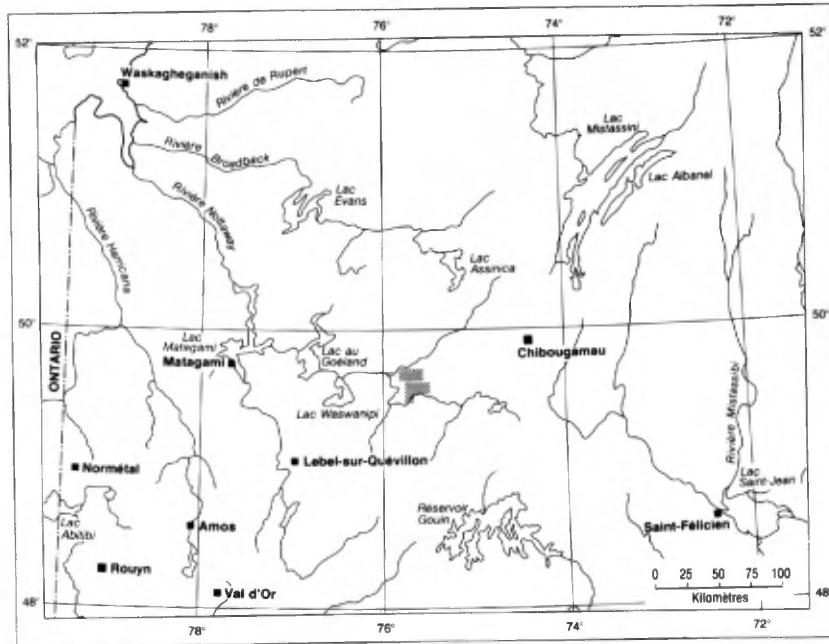 78° 76° 74° 72°
52° 52°
Waskagheganish
Rivière de Rupert
Rivière Broadback
Lac
Evans
Lac
Mistassini
Lac Albanel
Rivière Nottaway
Rivière Harricana
Lac
Assinica
50° 50°
Lac
Matagami
Matagami
Lac au
Goéland
Chibougamau
ONTARIO
Lac Waswanipi
Rivière Mistassibi
Normétal
Lebel-sur-Quévillon
Lac
Saint-Jean
Lac
Abitibi
Amos
Réservoir
Gouin
Saint-Félicien
Rouyn
Val d'Or
0 25 50 75 100
Kilomètres
48° 48°
78° 76° 74° 72°